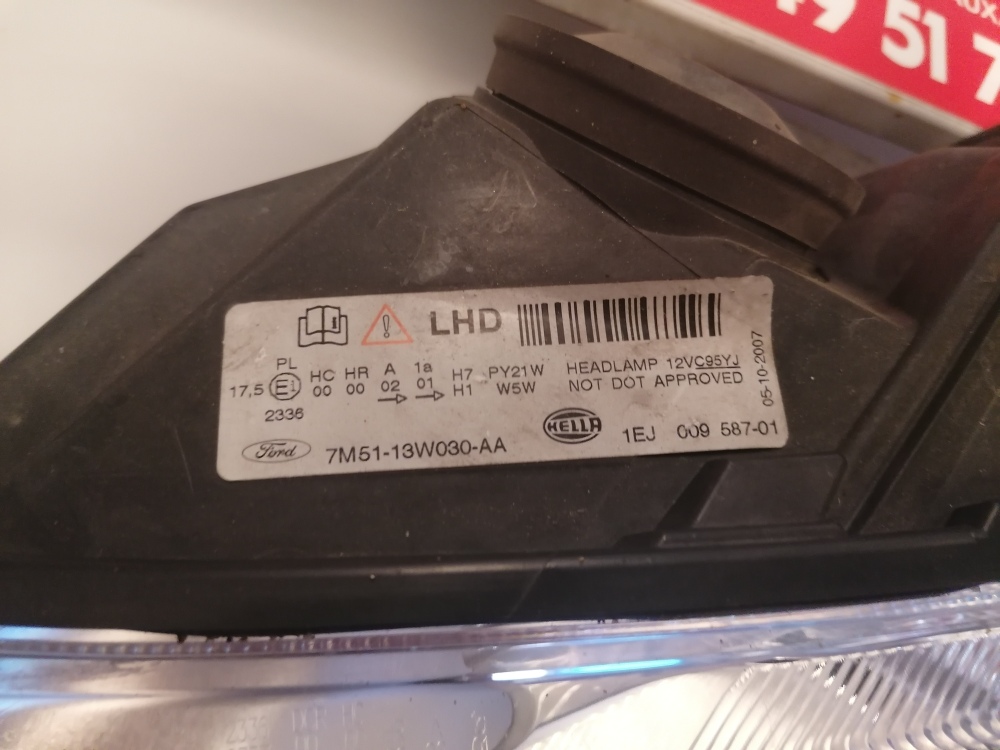 49 51 7
LHD
PL
17,5 E1
2336
HC HR A 1a
00 00 02 01
H7 PY21W
H1 W5W
HEADLAMP 12VC95YJ
NOT DOT APPROVED
05-10-2007
Ford 7M51-13W030-AA
HELLA 1EJ 009 587-01